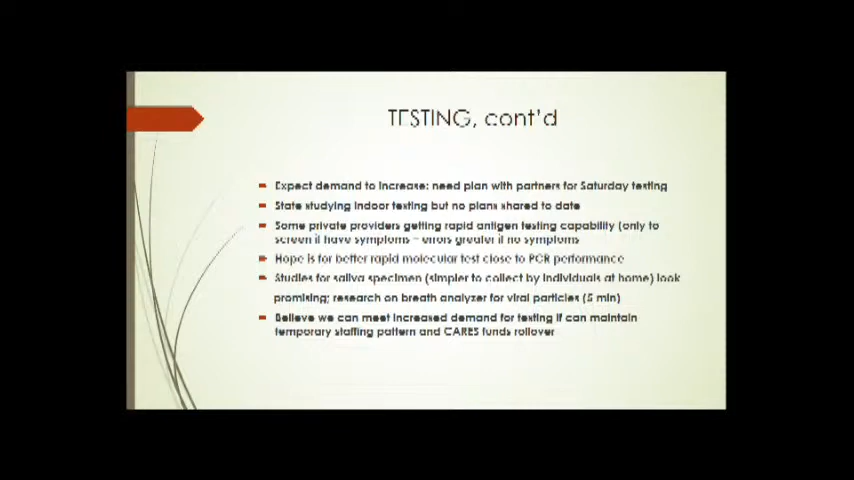 TESTING, cont'd
Expect demand to increase; need plan with partners for Saturday testing
State studying indoor testing but no plans shared to date
Some private providers getting rapid antigen testing capability (only to
screen if have symptoms – errors greater if no symptoms
Hope is for better rapid molecular test close to PCR performance
Studies for saliva specimen (simpler to collect by individuals at home) look
promising; research on breath analyzer for viral particles (5 min)
Believe we can meet increased demand for testing if can maintain
temporary staffing pattern and CARES funds rollover